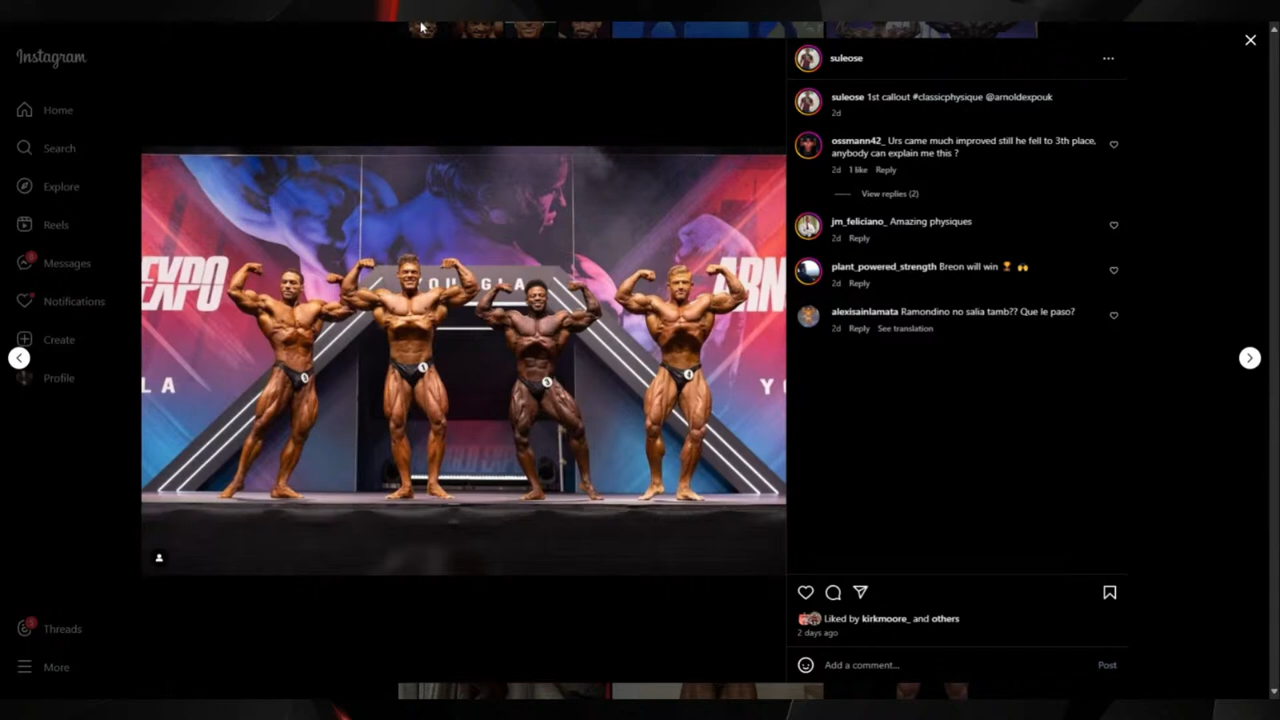 Instagram
Home
Search
Explore
Reels
Messages
Notifications
Create
Profile
Threads
More
EXPO
YOU GLA
ARN
L A
Y
suleose
suleose 1st callout #classicphysique @arnoldexpouk
2d
ossmann42_ Urs came much improved still he fell to 3th place,
anybody can explain me this ?
2d 1 like Reply
View replies (2)
jm_feliciano_ Amazing physiques
2d Reply
plant_powered_strength Breon will win 🏆 🙌
2d Reply
alexisainlamata Ramondino no salia tamb?? Que le paso?
2d Reply See translation
Liked by kirkmoore_ and others
2 days ago
Add a comment...
Post